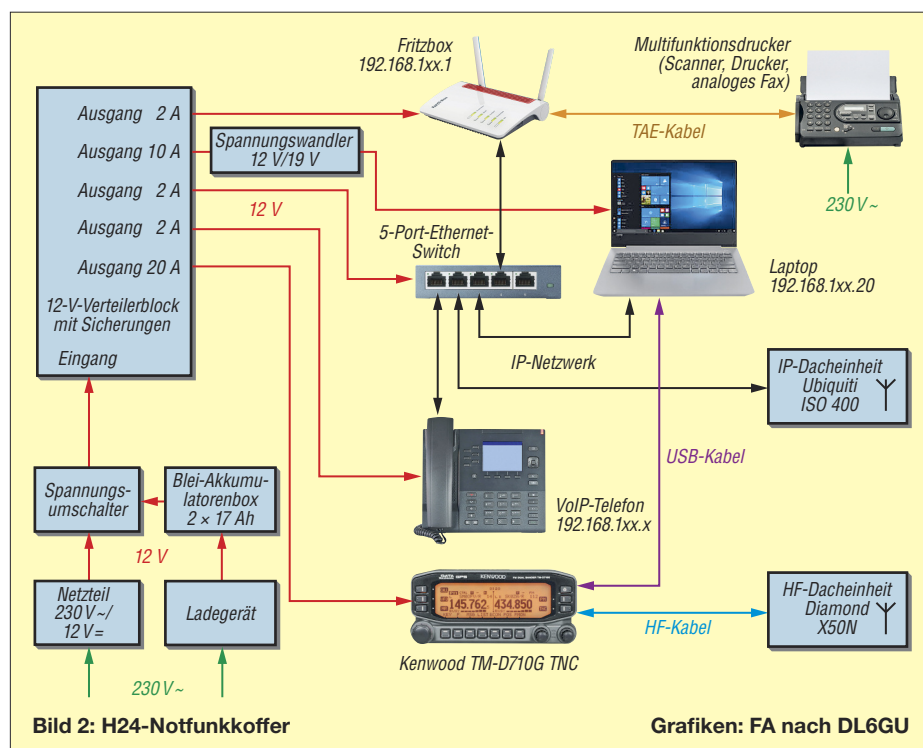 Fritzbox
192.168.1xx.1
Multifunktionsdrucker
(Scanner, Drucker,
analoges Fax)
TAE-Kabel
230 V ~
Ausgang 2 A
Ausgang 10 A
Ausgang 2 A
Ausgang 2 A
Ausgang 20 A
12-V-Verteilerblock
mit Sicherungen
Eingang
Spannungswandler
12 V/19 V
12 V
5-Port-Ethernet-
Switch
Laptop
192.168.1xx.20
IP-Netzwerk
IP-Dacheinheit
Ubiquiti
ISO 400
USB-Kabel
Spannungs-
umschalter
Blei-Akkumu-
latorenbox
2 × 17 Ah
VoIP-Telefon
192.168.1xx.x
12 V
Netzteil
230 V ~/
12 V =
Ladegerät
KENWOOD
145.762 434.850
HF-Kabel
HF-Dacheinheit
Diamond
X50N
Kenwood TM-D710G TNC
230 V ~
Bild 2: H24-Notfunkkoffer
Grafiken: FA nach DL6GU